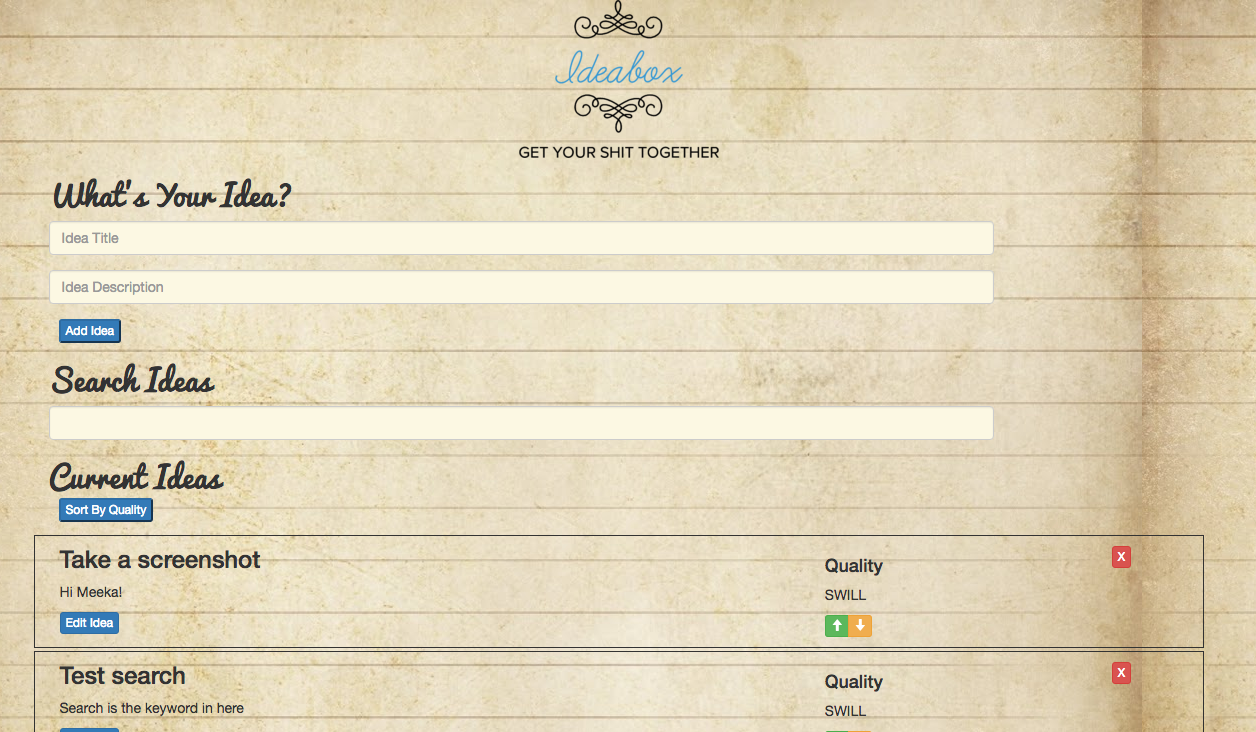 Ideabox
GET YOUR SHIT TOGETHER
What's Your Idea?
Idea Title
Idea Description
Add Idea
Search Ideas
Current Ideas
Sort By Quality
Take a screenshot
Hi Meeka!
Edit Idea
Quality
SWILL
X
Test search
Search is the keyword in here
Quality
SWILL
X